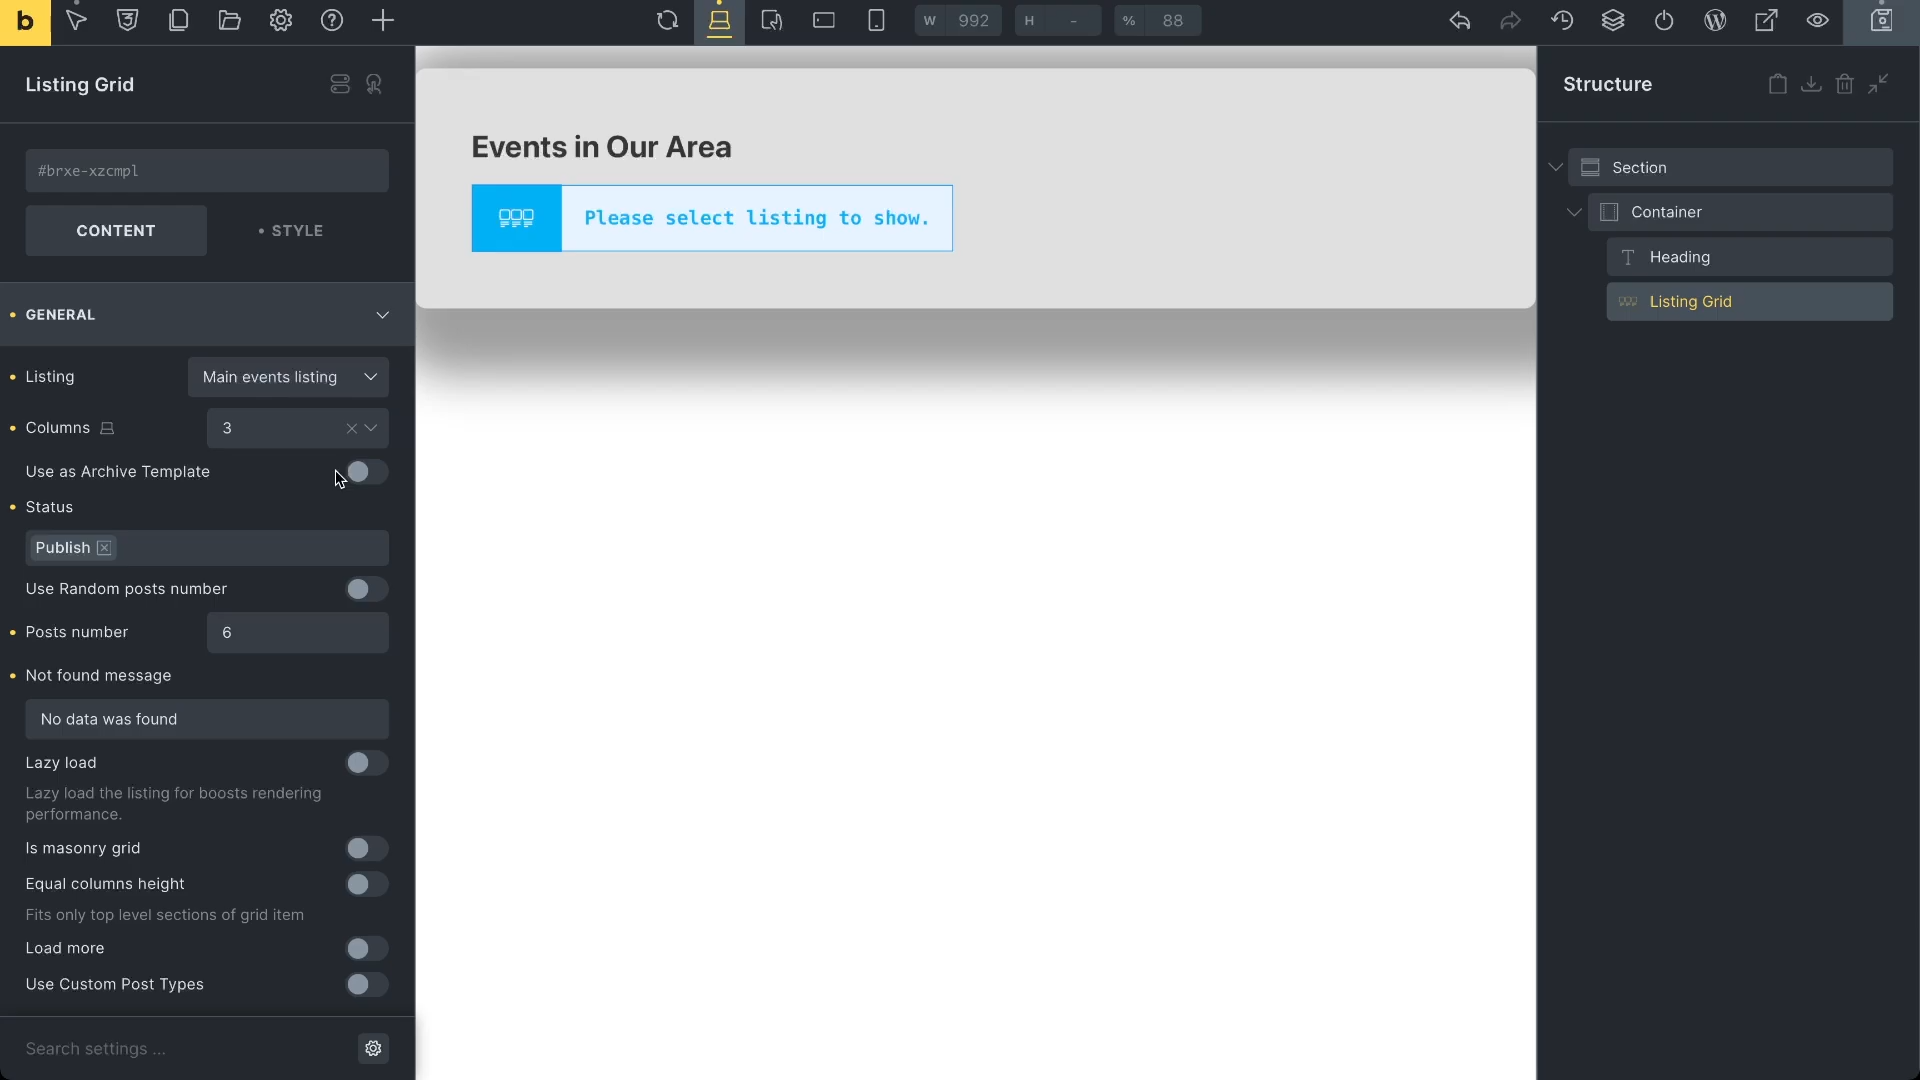 b
W 992
H -
% 88
Listing Grid
#brxe-xzcmpl
CONTENT
STYLE
GENERAL
Listing
Main events listing
Columns
3
Use as Archive Template
Status
Publish
Use Random posts number
Posts number
6
Not found message
No data was found
Lazy load
Lazy load the listing for boosts rendering
performance.
Is masonry grid
Equal columns height
Fits only top level sections of grid item
Load more
Use Custom Post Types
Search settings ...
Events in Our Area
Please select listing to show.
Structure
Section
Container
Heading
Listing Grid